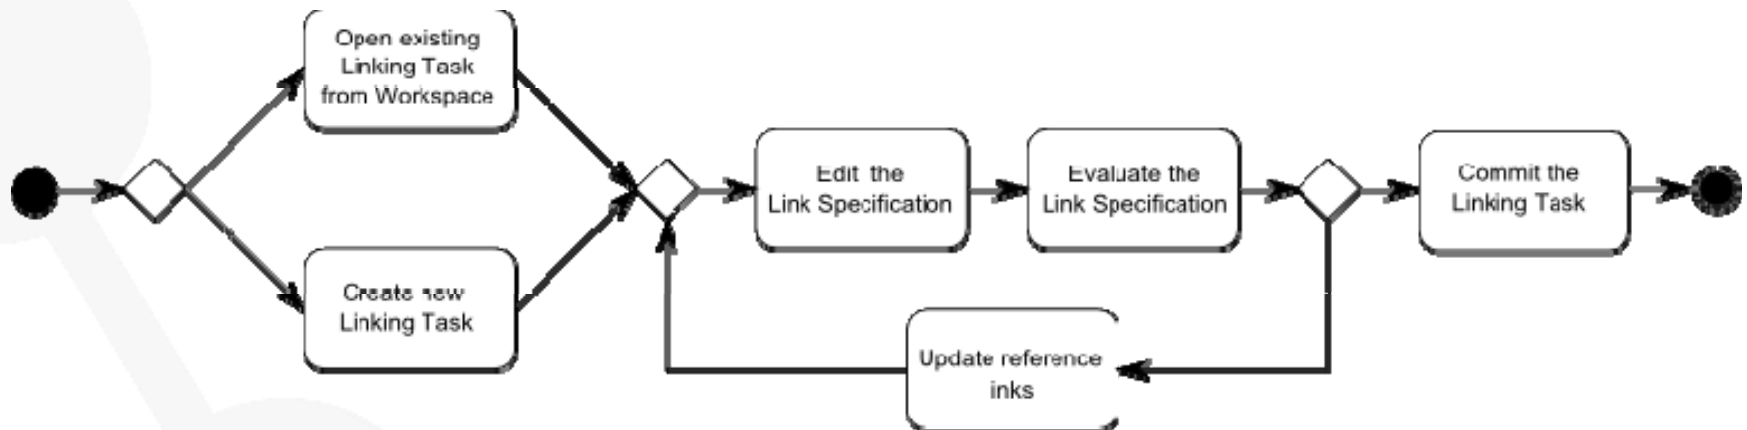 Open existing
Linking Task
from Workspace
Create new
Linking Task
Edit the
Link Specification
Evaluate the
Link Specification
Commit the
Linking Task
Update reference
inks